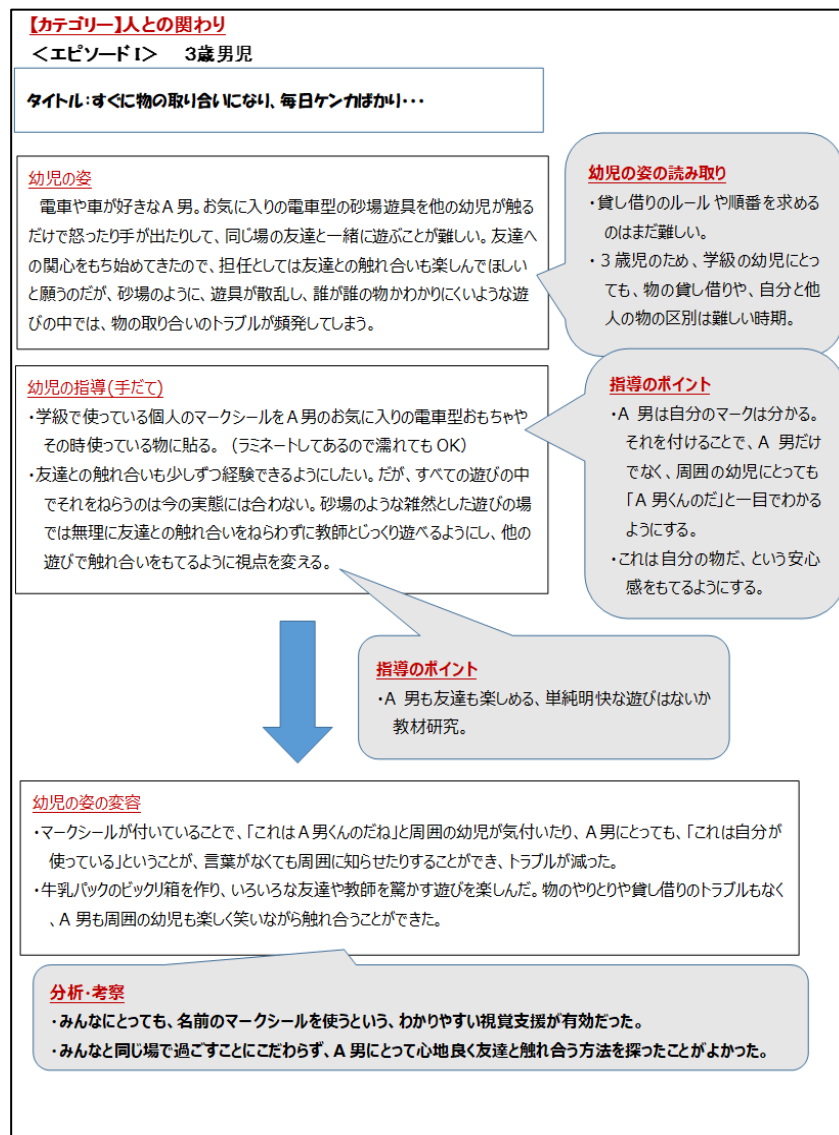 【カテゴリー】人との関わり
＜エピソードⅠ＞　３歳男児
タイトル：すぐに物の取り合いになり、毎日ケンカばかり・・・
幼児の姿
電車や車が好きなＡ男。お気に入りの電車型の砂場遊具を他の幼児が触る
だけで怒ったり手が出たりして、同じ場の友達と一緒に遊ぶことが難しい。友達へ
の関心をもち始めてきたので、担任としては友達との触れ合いも楽しんでほしい
と願うのだが、砂場のように、遊具が散乱し、誰が誰の物かわかりにくいような遊
びの中では、物の取り合いのトラブルが頻発してしまう。
幼児の姿の読み取り
・貸し借りのルールや順番を求める
のはまだ難しい。
・３歳児のため、学級の幼児にとっ
ても、物の貸し借りや、自分と他
人の物の区別は難しい時期。
幼児の指導(手だて)
・学級で使っている個人のマークシールをＡ男のお気に入りの電車型おもちゃや
その時使っている物に貼る。（ラミネートしてあるので濡れてもOK）
・友達との触れ合いも少しずつ経験できるようにしたい。だが、すべての遊びの中
でそれをねらうのは今の実態には合わない。砂場のような雑然とした遊びの場
では無理に友達との触れ合いをねらわずに教師とじっくり遊べるようにし、他の
遊びで触れ合いをもてるように視点を変える。
指導のポイント
・Ａ 男は自分のマークは分かる。
それを付けることで、Ａ 男だけ
でなく、周囲の幼児にとっても
「Ａ男くんのだ」と一目でわかる
ようにする。
・これは自分の物だ、という安心
感をもてるようにする。
指導のポイント
・Ａ 男も友達も楽しめる、単純明快な遊びはないか
教材研究。
幼児の姿の変容
・マークシールが付いていることで、「これはＡ男くんのだね」と周囲の幼児が気付いたり、Ａ男にとっても、「これは自分が
使っている」ということが、言葉がなくても周囲に知らせたりすることができ、トラブルが減った。
・牛乳パックのビックリ箱を作り、いろいろな友達や教師を驚かす遊びを楽しんだ。物のやりとりや貸し借りのトラブルもなく
、Ａ男も周囲の幼児も楽しく笑いながら触れ合うことができた。
分析・考察
・みんなにとっても、名前のマークシールを使うという、わかりやすい視覚支援が有効だった。
・みんなと同じ場で過ごすことにこだわらず、Ａ男にとって心地良く友達と触れ合う方法を探ったことがよかった。